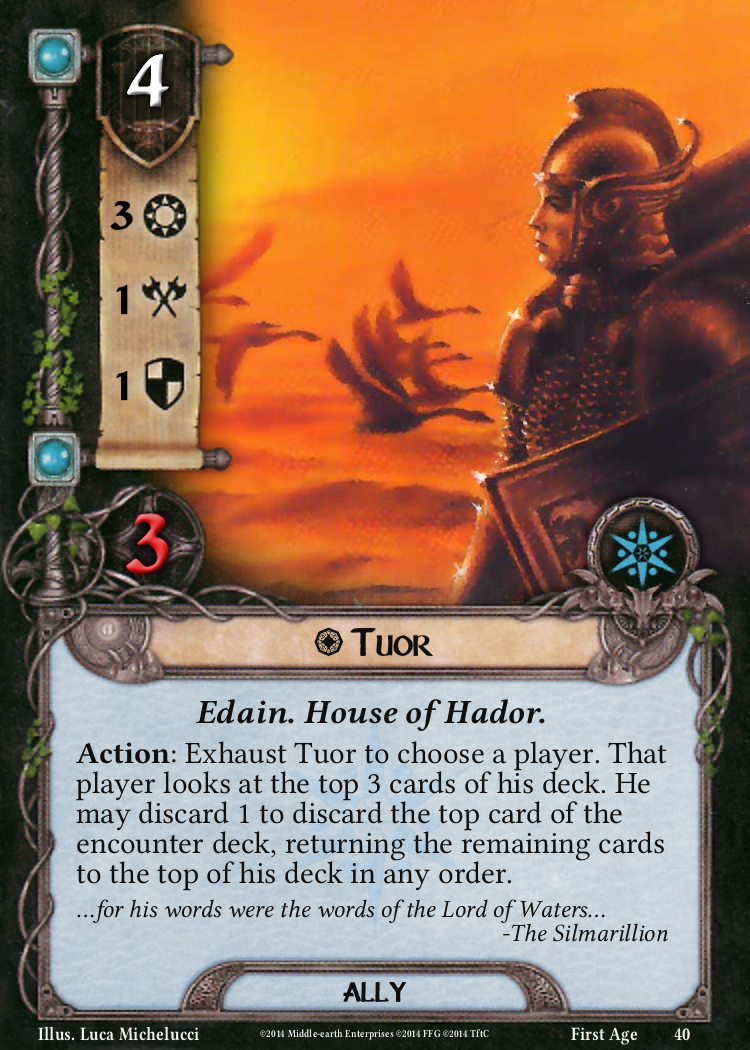 4
3
1
1
3
Tuor
Edain. House of Hador.
Action: Exhaust Tuor to choose a player. That
player looks at the top 3 cards of his deck. He
may discard 1 to discard the top card of the
encounter deck, returning the remaining cards
to the top of his deck in any order.
...for his words were the words of the Lord of Waters...
-The Silmarillion
ALLY
Illus. Luca Michelucci ©2014 Middle-earth Enterprises ©2014 FFG ©2014 TftC First Age 40